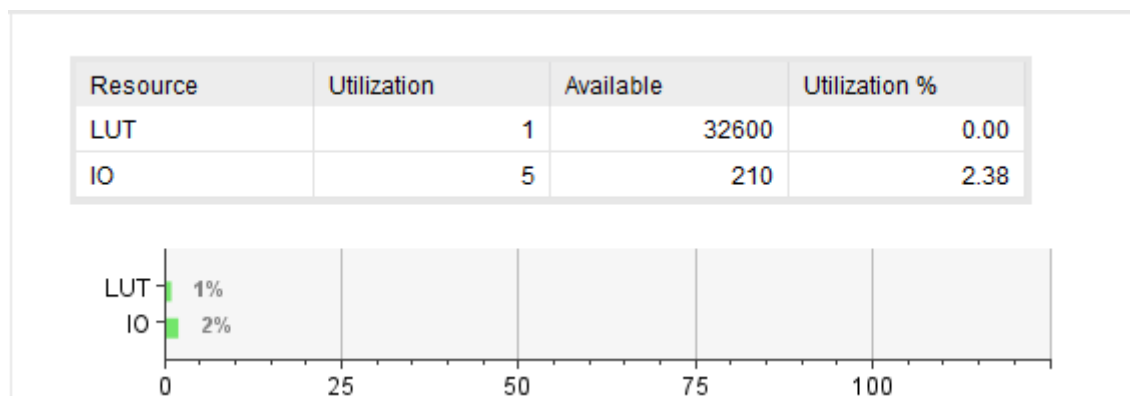 Resource Utilization Available Utilization %
LUT 1 32600 0.00
IO 5 210 2.38
LUT 1%
IO 2%
0 25 50 75 100